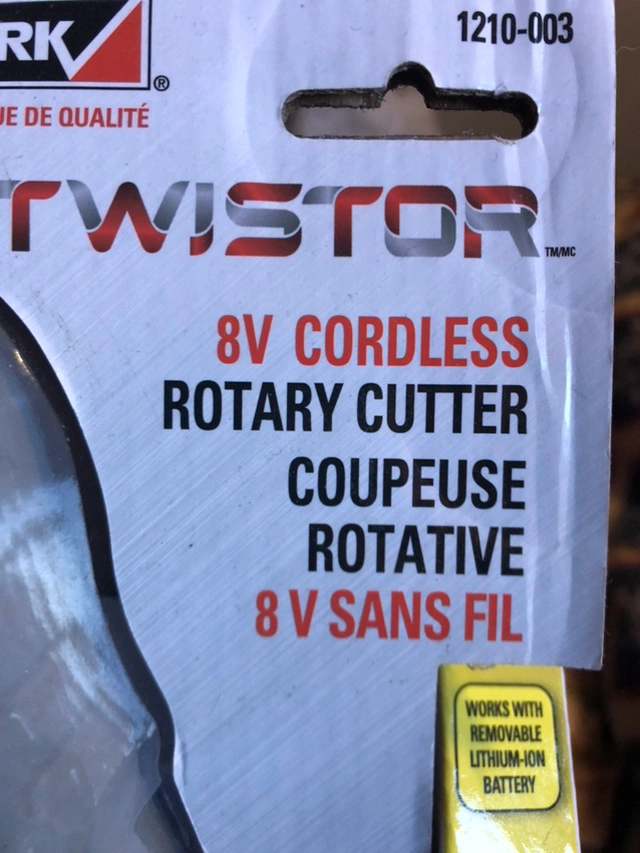 1210-003
RK®
UE DE QUALITÉ
TWISTOR TM/MC
8V CORDLESS
ROTARY CUTTER
COUPEUSE
ROTATIVE
8 V SANS FIL
WORKS WITH
REMOVABLE
LITHIUM-ION
BATTERY